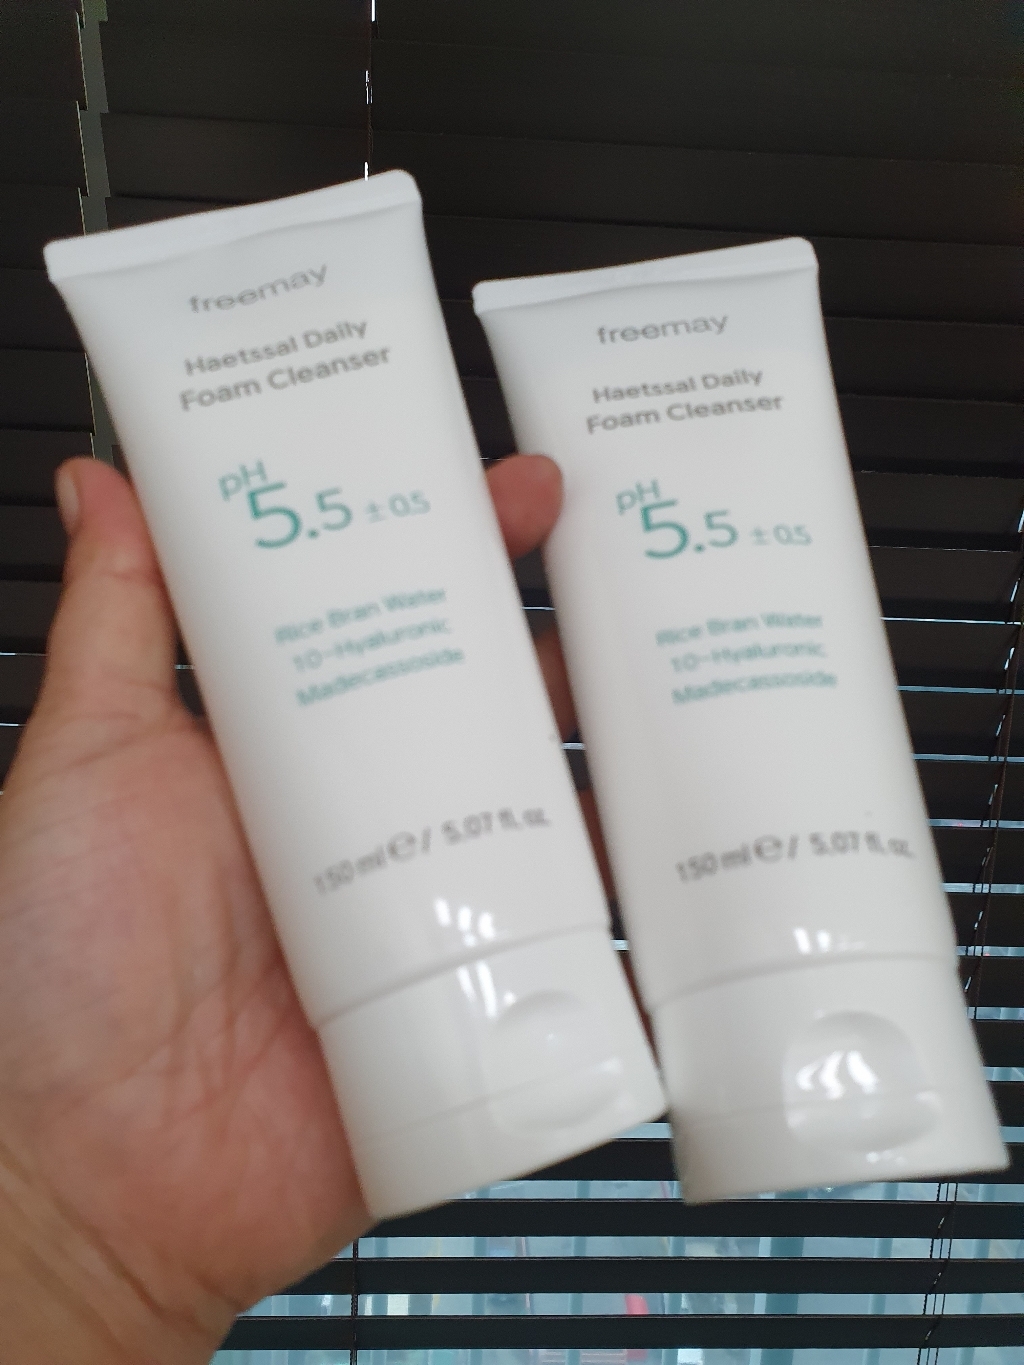 freemay
Haetssal Daily
Foam Cleanser
pH
5.5 ± 0.5
Rice Bran Water
10-Hyaluronic
Madecassoside
150 ml ℮ / 5.07 fl. oz.
freemay
Haetssal Daily
Foam Cleanser
pH
5.5 ± 0.5
Rice Bran Water
10-Hyaluronic
Madecassoside
150 ml ℮ / 5.07 fl. oz.